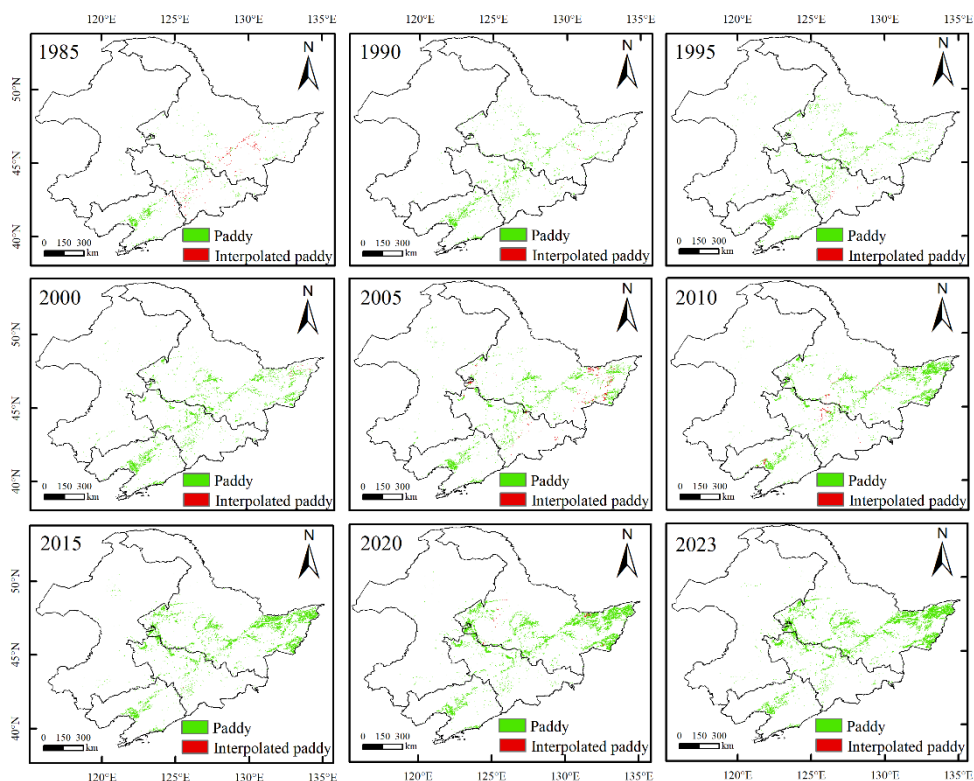 120°E 125°E 130°E 135°E 120°E 125°E 130°E 135°E 120°E 125°E 130°E 135°E
1985 N 1990 N 1995 N
50°N
45°N
40°N
Paddy Paddy Paddy
0 150 300 0 150 300 0 150 300
km Interpolated paddy km Interpolated paddy km Interpolated paddy
2000 N 2005 N 2010 N
50°N
45°N
40°N
Paddy Paddy Paddy
0 150 300 0 150 300 0 150 300
km Interpolated paddy km Interpolated paddy km Interpolated paddy
2015 N 2020 N 2023 N
50°N
45°N
40°N
Paddy Paddy Paddy
0 150 300 0 150 300 0 150 300
km Interpolated paddy km Interpolated paddy km Interpolated paddy
120°E 125°E 130°E 135°E 120°E 125°E 130°E 135°E 120°E 125°E 130°E 135°E